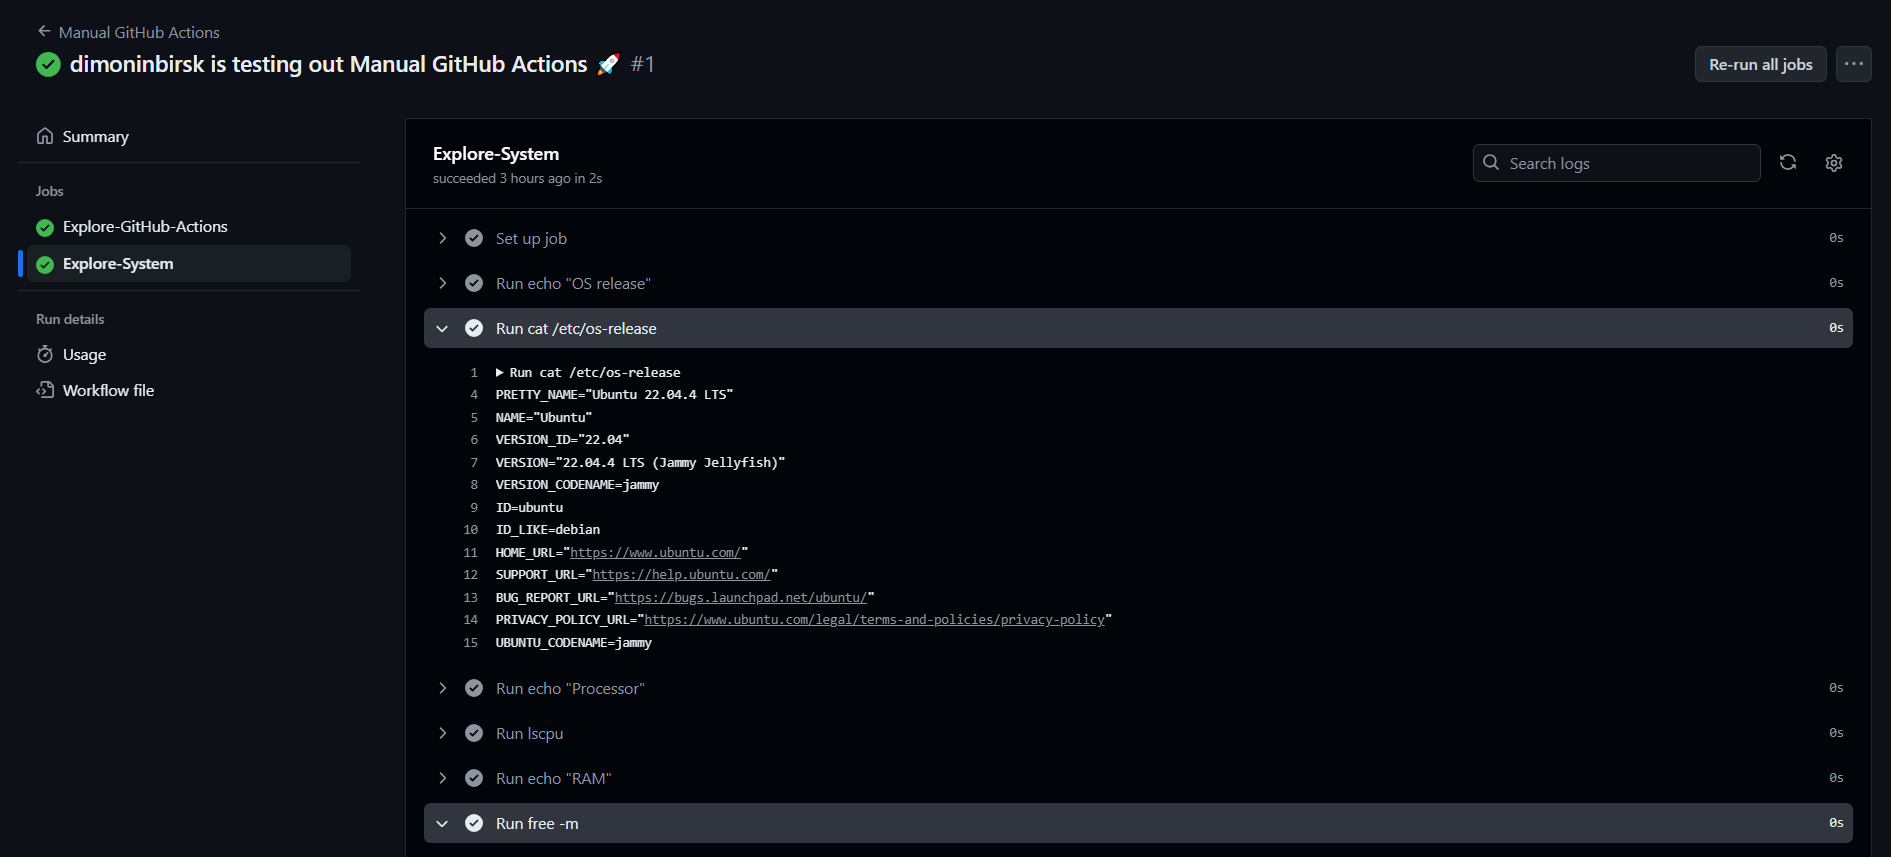 Manual GitHub Actions
dimoninbirsk is testing out Manual GitHub Actions 🚀 #1
Re-run all jobs
Summary
Jobs
Explore-GitHub-Actions
Explore-System
Run details
Usage
Workflow file
Explore-System
succeeded 3 hours ago in 2s
Search logs
Set up job 0s
Run echo "OS release" 0s
Run cat /etc/os-release 0s
1 Run cat /etc/os-release
4 PRETTY_NAME="Ubuntu 22.04.4 LTS"
5 NAME="Ubuntu"
6 VERSION_ID="22.04"
7 VERSION="22.04.4 LTS (Jammy Jellyfish)"
8 VERSION_CODENAME=jammy
9 ID=ubuntu
10 ID_LIKE=debian
11 HOME_URL="https://www.ubuntu.com/"
12 SUPPORT_URL="https://help.ubuntu.com/"
13 BUG_REPORT_URL="https://bugs.launchpad.net/ubuntu/"
14 PRIVACY_POLICY_URL="https://www.ubuntu.com/legal/terms-and-policies/privacy-policy"
15 UBUNTU_CODENAME=jammy
Run echo "Processor" 0s
Run lscpu 0s
Run echo "RAM" 0s
Run free -m 0s